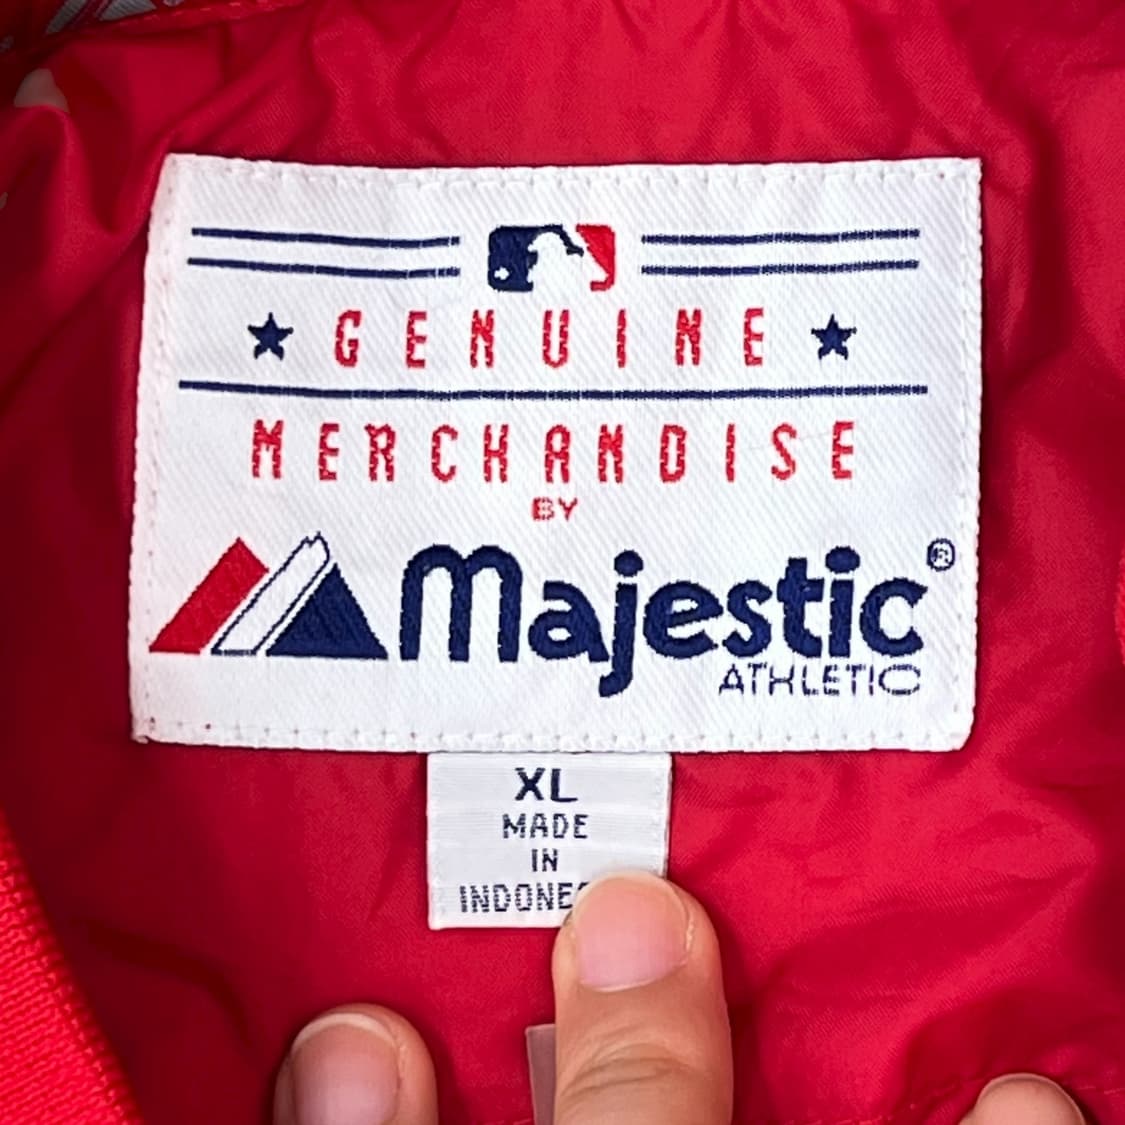 GENUINE
MERCHANDISE
BY
Majestic®
ATHLETIC
XL
MADE
IN